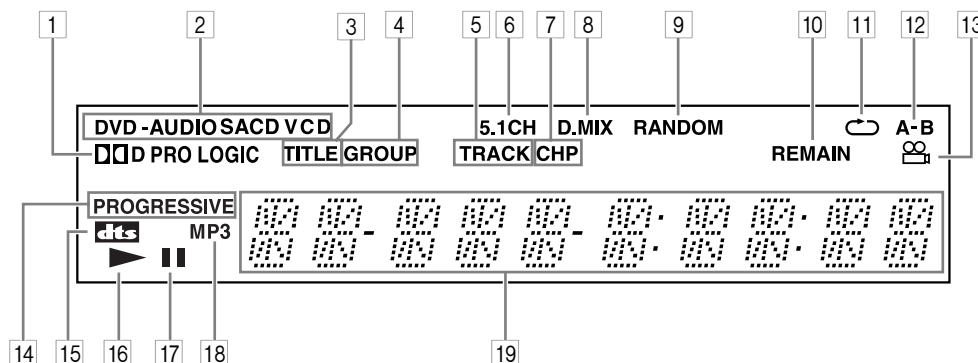 1 2 3 4 5 6 7 8 9 10 11 12 13
DVD-AUDIO SACD VCD 5.1CH D.MIX RANDOM A-B
D PRO LOGIC TITLE GROUP TRACK CHP REMAIN
PROGRESSIVE
dts MP3
14 15 16 17 18 19